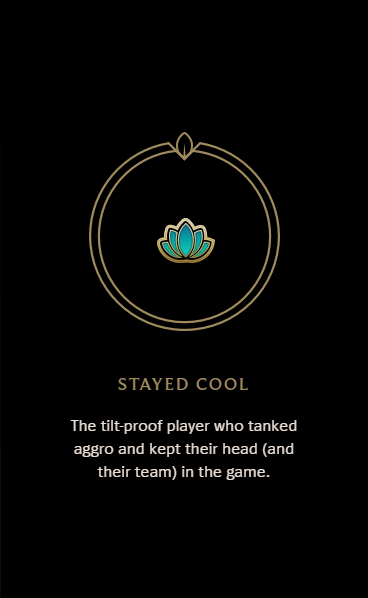 STAYED COOL
The tilt-proof player who tanked
aggro and kept their head (and
their team) in the game.